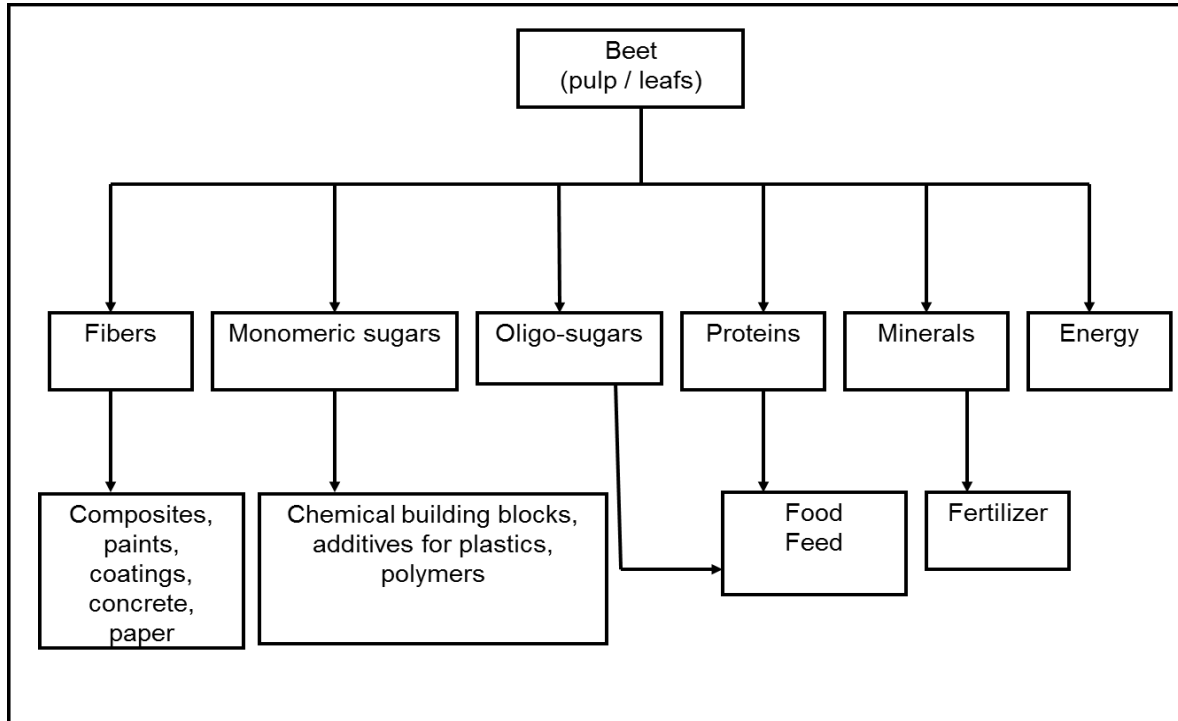 Beet
(pulp / leafs)
Fibers
Monomeric sugars
Oligo-sugars
Proteins
Minerals
Energy
Composites,
paints,
coatings,
concrete,
paper
Chemical building blocks,
additives for plastics,
polymers
Food
Feed
Fertilizer